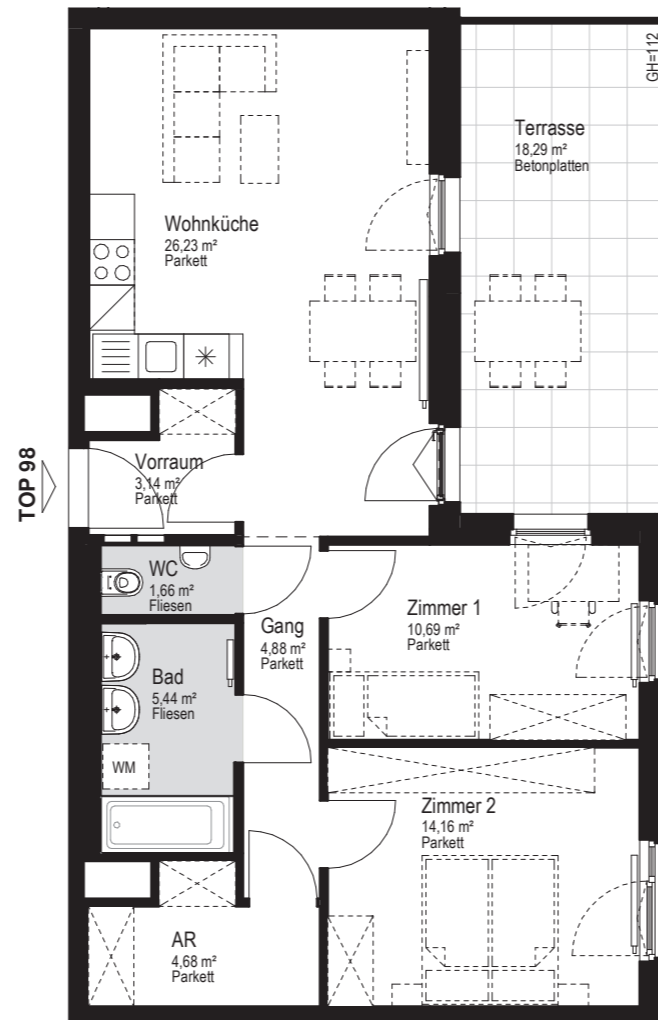 GH=112
Terrasse
18,29 m²
Betonplatten
Wohnküche
26,23 m²
Parkett
TOP 98
Vorraum
3,14 m²
Parkett
WC
1,66 m²
Fliesen
Gang
4,88 m²
Parkett
Zimmer 1
10,69 m²
Parkett
Bad
5,44 m²
Fliesen
WM
Zimmer 2
14,16 m²
Parkett
AR
4,68 m²
Parkett